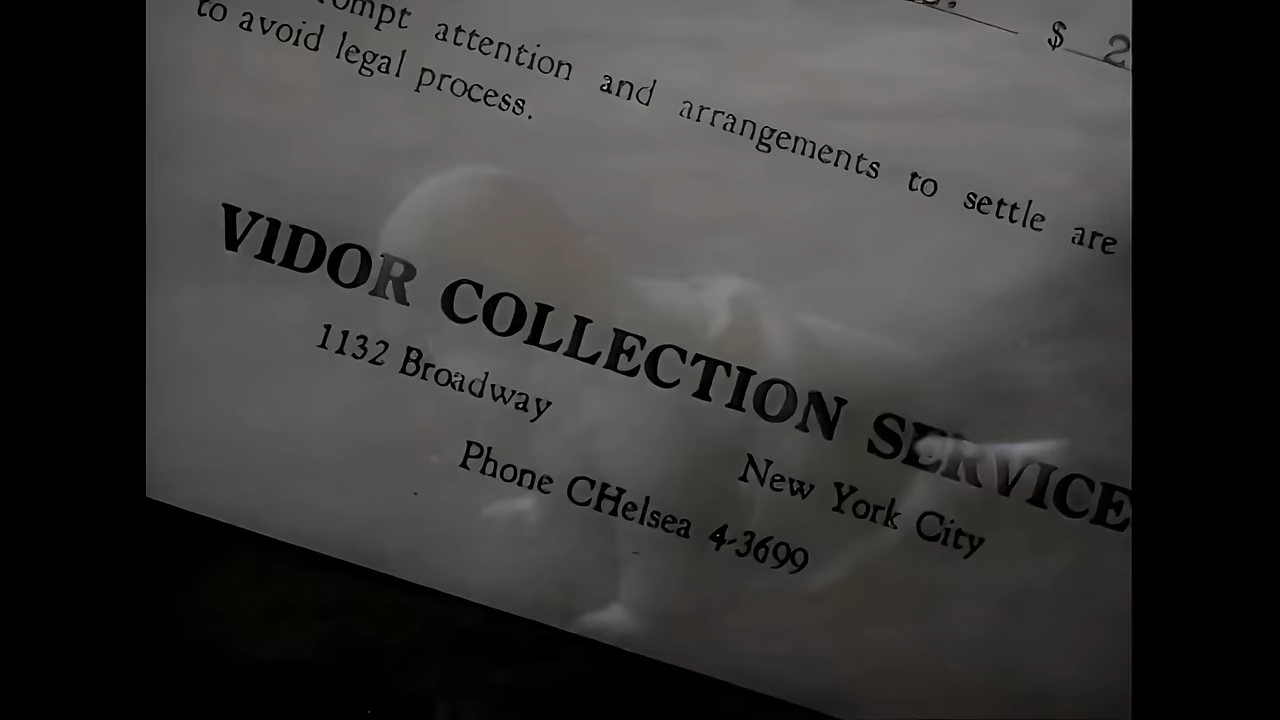 $ 2
attention and arrangements to settle are
to avoid legal process.
VIDOR COLLECTION SERVICE
1132 Broadway
New York City
Phone CHelsea 4-3699